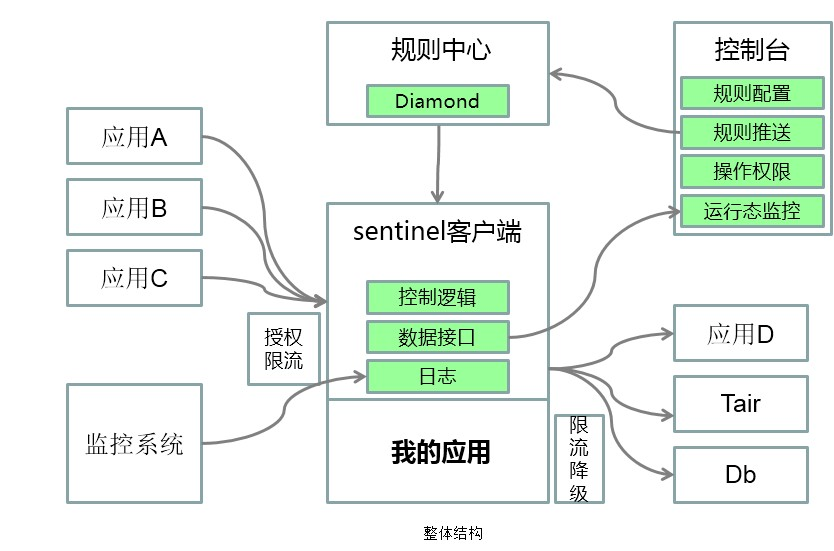 规则中心
Diamond
控制台
规则配置
规则推送
操作权限
运行态监控
应用A
应用B
应用C
sentinel客户端
控制逻辑
数据接口
日志
授权
限流
监控系统
我的应用
限
流
降
级
应用D
Tair
Db
整体结构